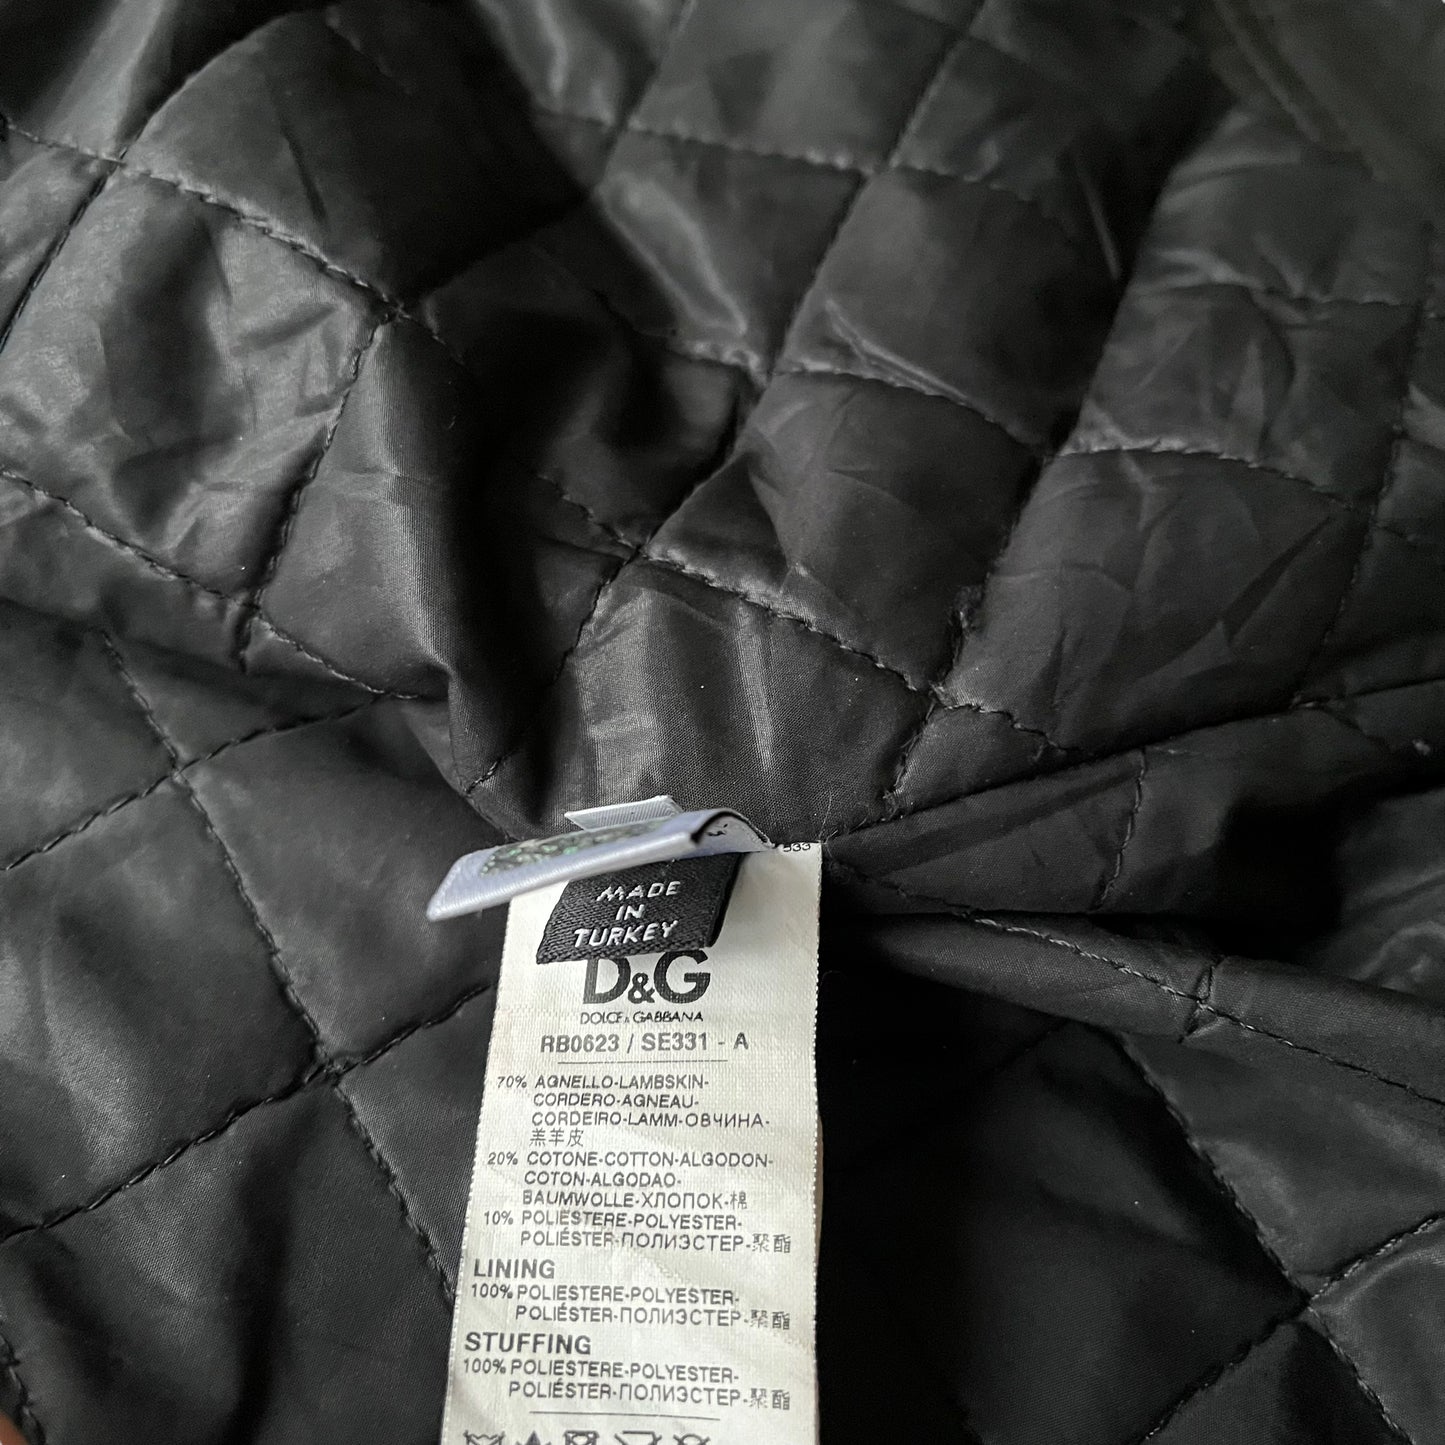 533
MADE
IN
TURKEY
D&G
DOLCE & GABBANA
RB0623 / SE331 - A
70% AGNELLO-LAMBSKIN-
CORDERO-AGNEAU-
CORDEIRO-LAMM-ОВЧИНА-
羔羊皮
20% COTONE-COTTON-ALGODON-
COTON-ALGODAO-
BAUMWOLLE-ХЛОПОК-棉
10% POLIESTERE-POLYESTER-
POLIÉSTER-ПОЛИЭСТЕР-聚酯
LINING
100% POLIESTERE-POLYESTER-
POLIÉSTER-ПОЛИЭСТЕР-聚酯
STUFFING
100% POLIESTERE-POLYESTER-
POLIÉSTER-ПОЛИЭСТЕР-聚酯